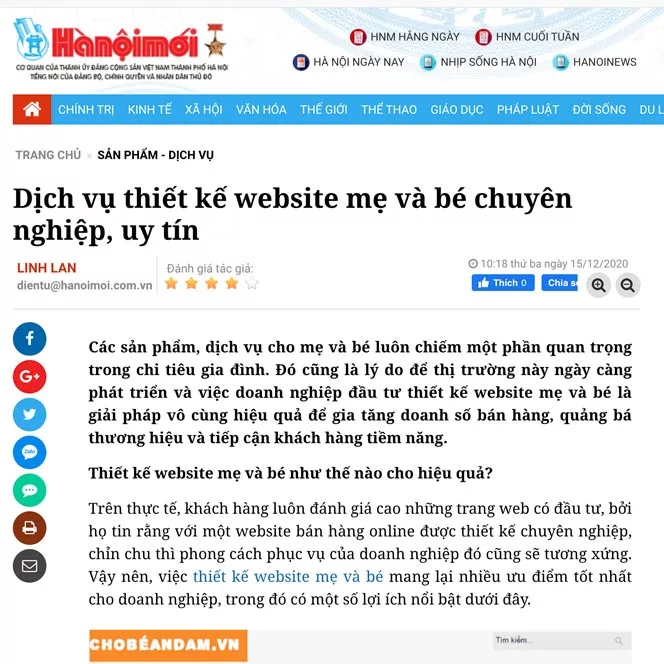 Hànộimới
CƠ QUAN CỦA THÀNH ỦY ĐẢNG CỘNG SẢN VIỆT NAM THÀNH PHỐ HÀ NỘI
TIẾNG NÓI CỦA ĐẢNG BỘ, CHÍNH QUYỀN VÀ NHÂN DÂN THỦ ĐÔ
HNM HÀNG NGÀY HNM CUỐI TUẦN
HÀ NỘI NGÀY NAY NHỊP SỐNG HÀ NỘI HANOINEWS
CHÍNH TRỊ KINH TẾ XÃ HỘI VĂN HÓA THẾ GIỚI THỂ THAO GIÁO DỤC PHÁP LUẬT ĐỜI SỐNG DU L
TRANG CHỦ » SẢN PHẨM - DỊCH VỤ
Dịch vụ thiết kế website mẹ và bé chuyên
nghiệp, uy tín
LINH LAN
dientu@hanoimoi.com.vn
Đánh giá tác giả:
10:18 thứ ba ngày 15/12/2020
Thích 0 Chia sẻ
Các sản phẩm, dịch vụ cho mẹ và bé luôn chiếm một phần quan trọng
trong chi tiêu gia đình. Đó cũng là lý do để thị trường này ngày càng
phát triển và việc doanh nghiệp đầu tư thiết kế website mẹ và bé là
giải pháp vô cùng hiệu quả để gia tăng doanh số bán hàng, quảng bá
thương hiệu và tiếp cận khách hàng tiềm năng.
Thiết kế website mẹ và bé như thế nào cho hiệu quả?
Trên thực tế, khách hàng luôn đánh giá cao những trang web có đầu tư, bởi
họ tin rằng với một website bán hàng online được thiết kế chuyên nghiệp,
chỉn chu thì phong cách phục vụ của doanh nghiệp đó cũng sẽ tương xứng.
Vậy nên, việc thiết kế website mẹ và bé mang lại nhiều ưu điểm tốt nhất
cho doanh nghiệp, trong đó có một số lợi ích nổi bật dưới đây.
Zalo
CHOBÉANDAM.VN
Tìm kiếm...